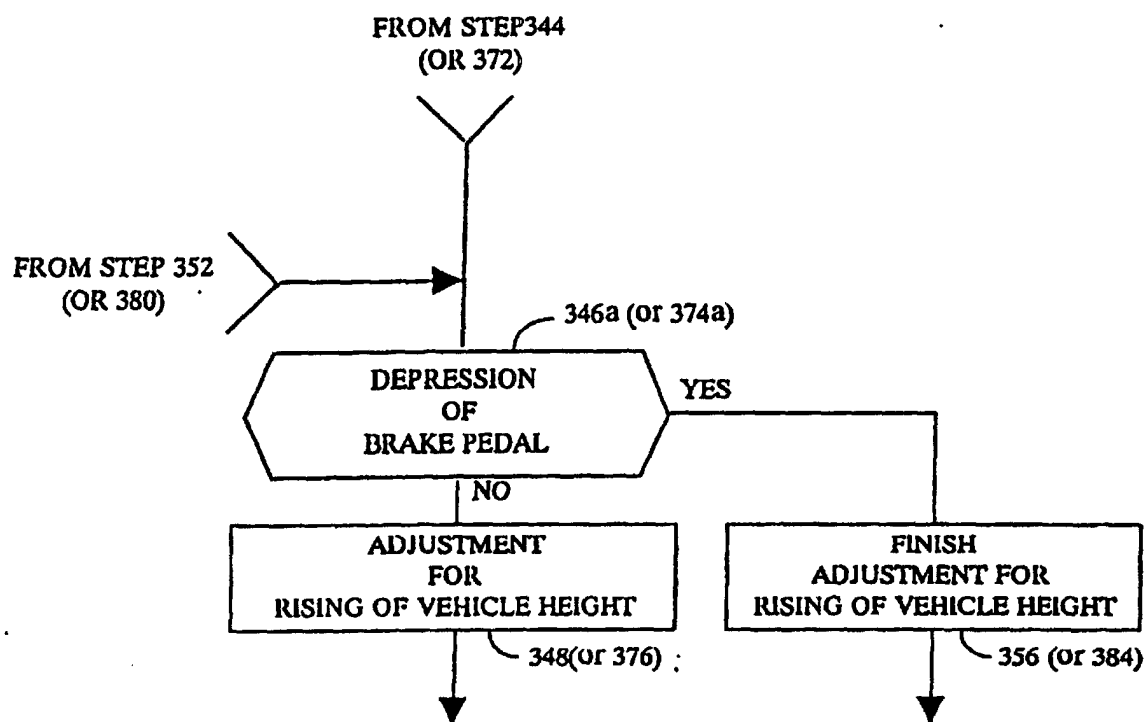 FROM STEP344
(OR 372)
FROM STEP 352
(OR 380)
346a (or 374a)
DEPRESSION
OF
BRAKE PEDAL
YES
NO
ADJUSTMENT
FOR
RISING OF VEHICLE HEIGHT
FINISH
ADJUSTMENT FOR
RISING OF VEHICLE HEIGHT
348(or 376)
356 (or 384)